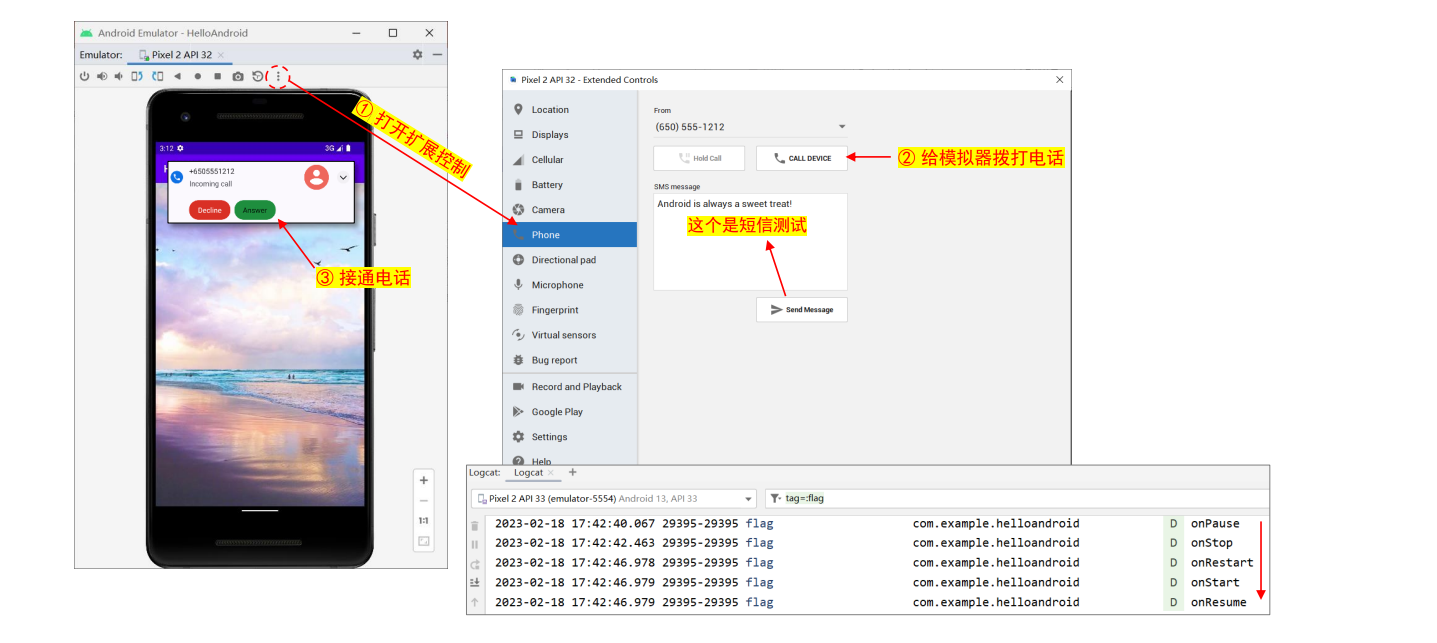 Android Emulator - HelloAndroid
Emulator: Pixel 2 API 32
3:12
3G
+6505551212
Incoming call
Decline
Answer
1:1
① 打开扩展控制
③ 接通电话
Pixel 2 API 32 - Extended Controls
Location
Displays
Cellular
Battery
Camera
Phone
Directional pad
Microphone
Fingerprint
Virtual sensors
Bug report
Record and Playback
Google Play
Settings
Help
From
(650) 555-1212
Hold Call
CALL DEVICE
② 给模拟器拨打电话
SMS message
Android is always a sweet treat!
这个是短信测试
Send Message
Logcat: Logcat
Pixel 2 API 33 (emulator-5554) Android 13, API 33
tag=:flag
2023-02-18 17:42:40.067 29395-29395 flag com.example.helloandroid D onPause
2023-02-18 17:42:42.463 29395-29395 flag com.example.helloandroid D onStop
2023-02-18 17:42:46.978 29395-29395 flag com.example.helloandroid D onRestart
2023-02-18 17:42:46.979 29395-29395 flag com.example.helloandroid D onStart
2023-02-18 17:42:46.979 29395-29395 flag com.example.helloandroid D onResume